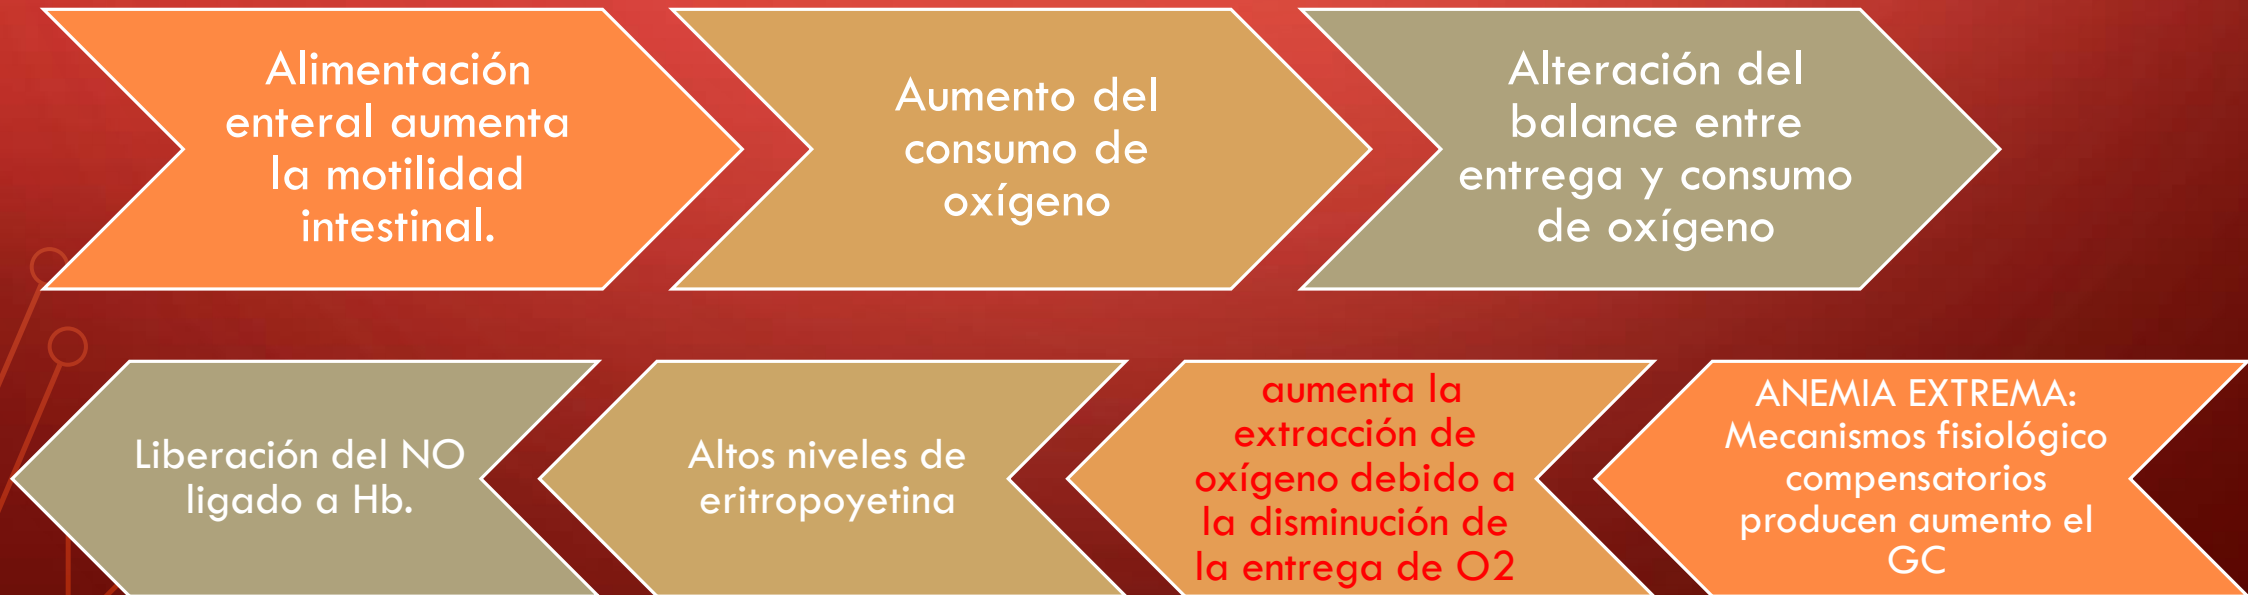 Alimentación
enteral aumenta
la motilidad
intestinal.
Aumento del
consumo de
oxígeno
Alteración del
balance entre
entrega y consumo
de oxígeno
Liberación del NO
ligado a Hb.
Altos niveles de
eritropoyetina
aumenta la
extracción de
oxígeno debido a
la disminución de
la entrega de O2
ANEMIA EXTREMA:
Mecanismos fisiológico
compensatorios
producen aumento el
GC